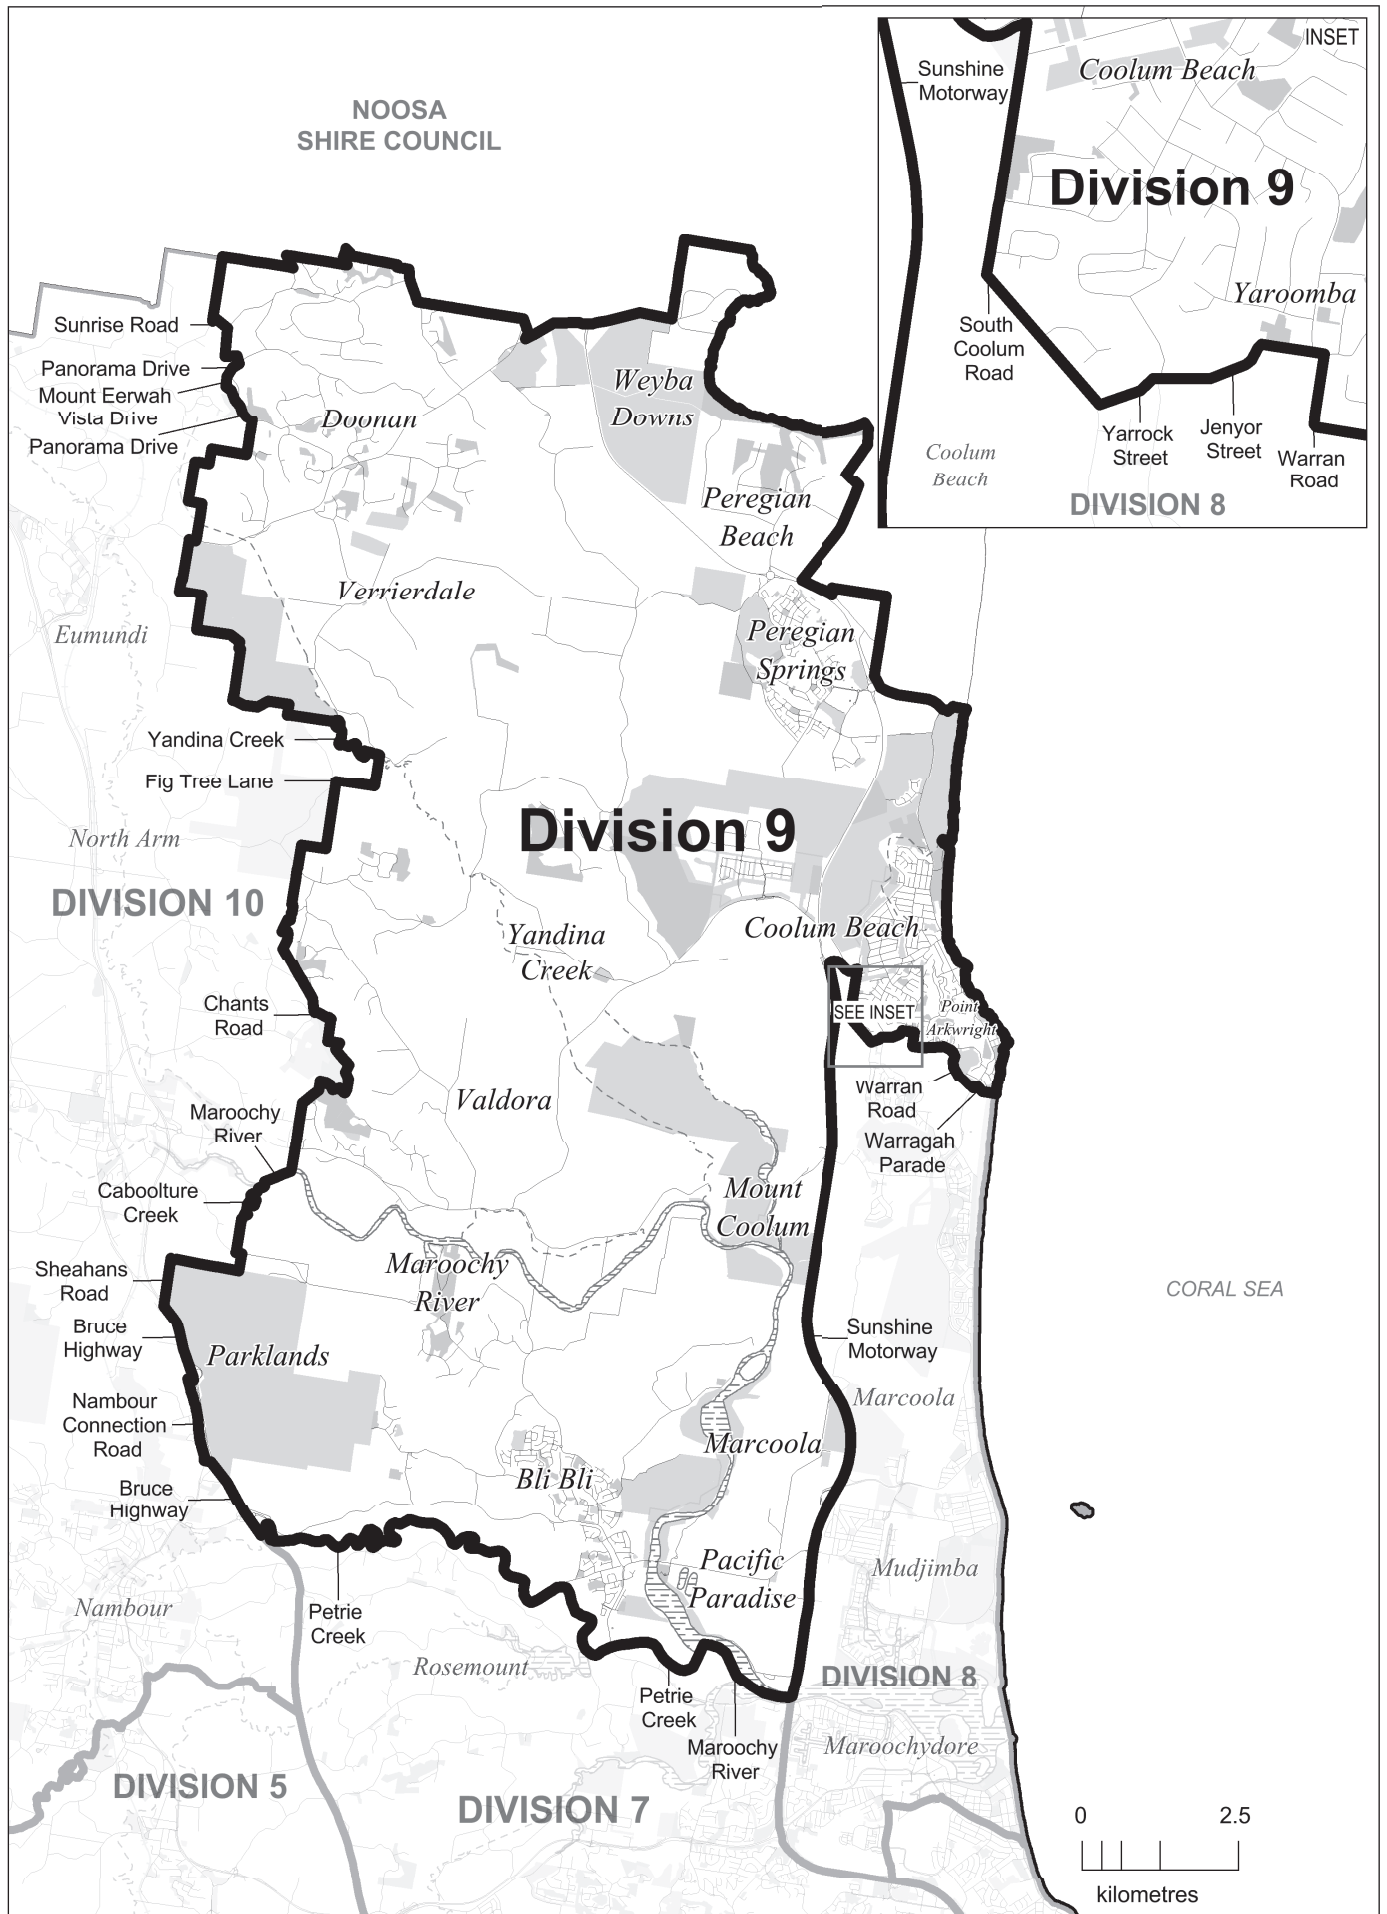 INSET
Sunshine
Motorway
Coolum Beach
Division 9
Yaroomba
South
Coolum
Road
Yarrock
Street
Jenyor
Street
Warran
Road
Coolum
Beach
DIVISION 8
NOOSA
SHIRE COUNCIL
Sunrise Road
Panorama Drive
Mount Eerwah
Vista Drive
Panorama Drive
Doonan
Weyba
Downs
Peregian
Beach
Verrierdale
Eumundi
Peregian
Springs
Yandina Creek
Fig Tree Lane
North Arm
Division 9
DIVISION 10
Coolum Beach
Yandina
Creek
Chants
Road
SEE INSET
Point
Arkwright
Warran
Road
Valdora
Maroochy
River
Warragah
Parade
Caboolture
Creek
Mount
Coolum
Maroochy
River
Sheahans
Road
CORAL SEA
Bruce
Highway
Parklands
Sunshine
Motorway
Marcoola
Nambour
Connection
Road
Marcoola
Bli Bli
Bruce
Highway
Pacific
Paradise
Mudjimba
Nambour
Petrie
Creek
Rosemount
DIVISION 8
Petrie
Creek
Maroochy
River
Maroochydore
DIVISION 5
DIVISION 7
0 2.5
kilometres